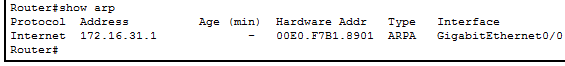 Router#show arp
Protocol  Address          Age (min)  Hardware Addr   Type   Interface
Internet  172.16.31.1             -   00E0.F7B1.8901  ARPA   GigabitEthernet0/0
Router#